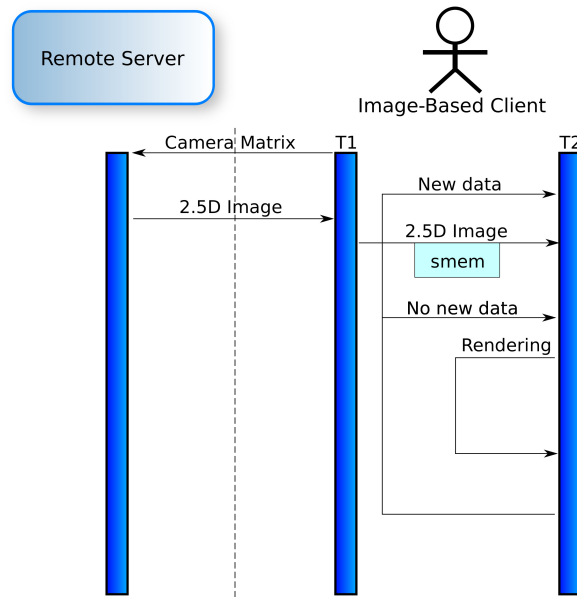 Remote Server
Image-Based Client
Camera Matrix
T1
T2
New data
2.5D Image
2.5D Image
smem
No new data
Rendering